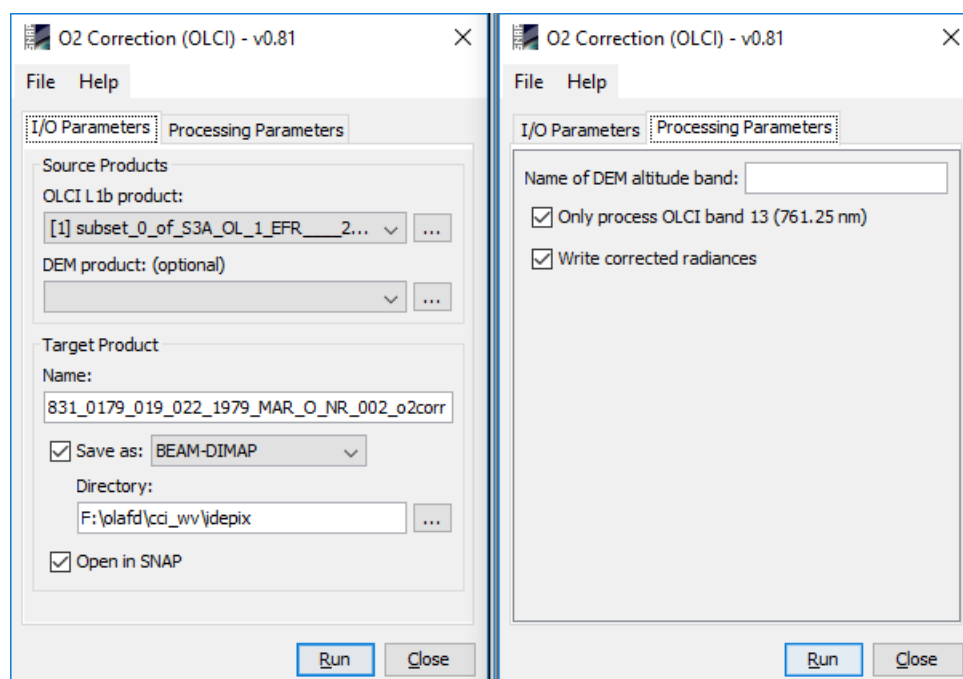 O2 Correction (OLCI) - v0.81
File Help
I/O Parameters Processing Parameters
Source Products
OLCI L1b product:
[1] subset_0_of_S3A_OL_1_EFR____2... ...
DEM product: (optional)
...
Target Product
Name:
831_0179_019_022_1979_MAR_O_NR_002_o2corr
Save as: BEAM-DIMAP
Directory:
F:\olafd\cci_wv\idepix ...
Open in SNAP
Run Close
O2 Correction (OLCI) - v0.81
File Help
I/O Parameters Processing Parameters
Name of DEM altitude band:
Only process OLCI band 13 (761.25 nm)
Write corrected radiances
Run Close